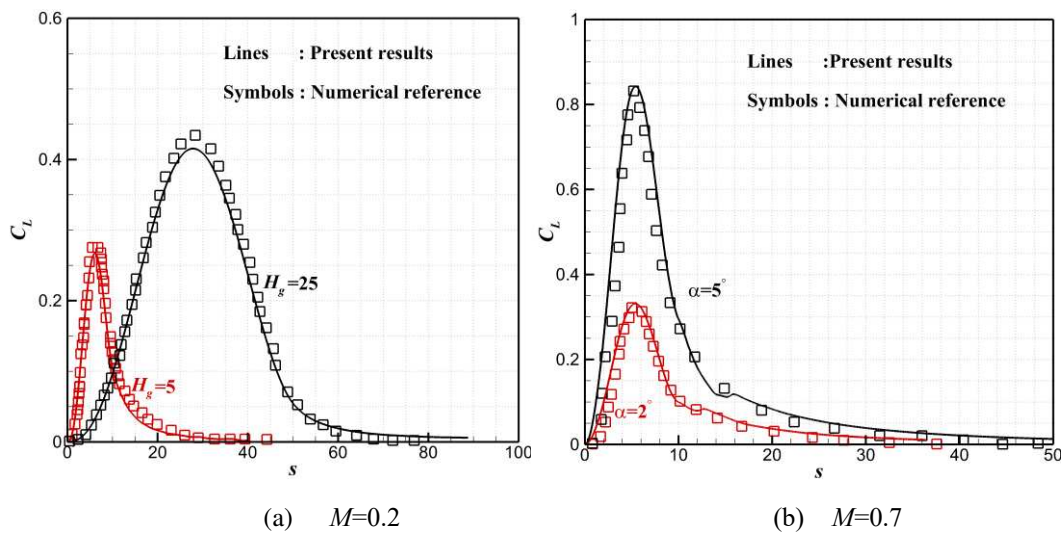 0.6
Lines : Present results
Symbols : Numerical reference
0.4
C_L
H_g=25
0.2
H_g=5
0
0 20 40 60 80 100
s
(a) M=0.2
1
Lines :Present results
Symbols : Numerical reference
0.8
0.6
C_L
0.4
α=5°
0.2
α=2°
0
0 10 20 30 40 50
s
(b) M=0.7